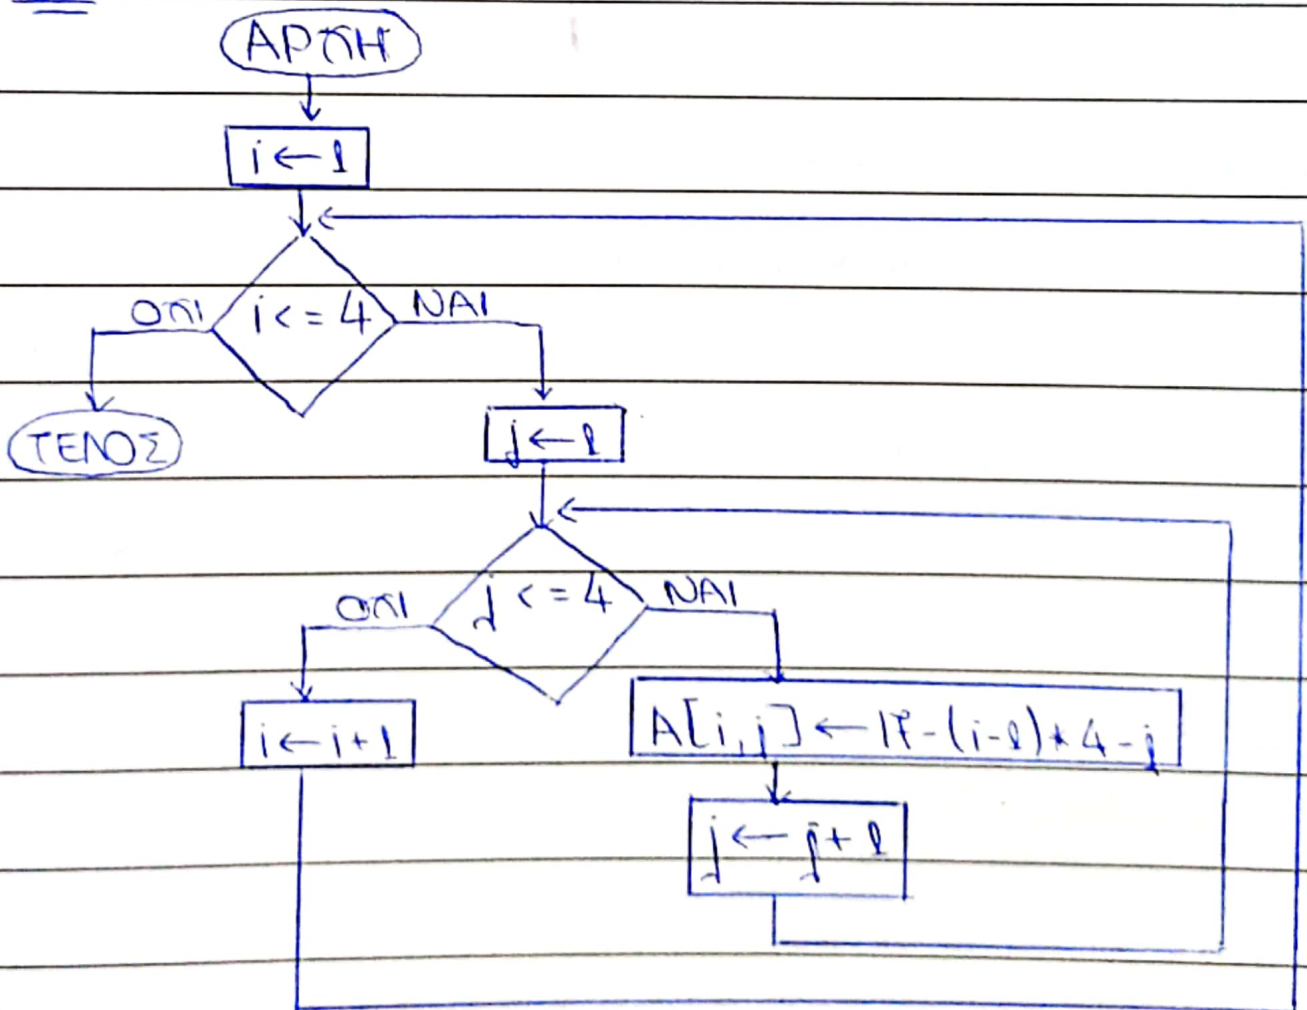 ΑΡΧΗ
i ← 1
i <= 4
ΟΧΙ
ΝΑΙ
ΤΕΛΟΣ
j ← 1
j <= 4
ΟΧΙ
ΝΑΙ
i ← i + 1
A[i, j] ← 17 - (i - 1) * 4 - j
j ← j + 1